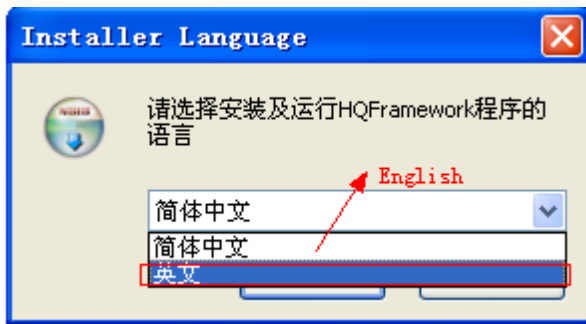 Installer Language
请选择安装及运行HQFramework程序的
语言
English
简体中文
简体中文
英文